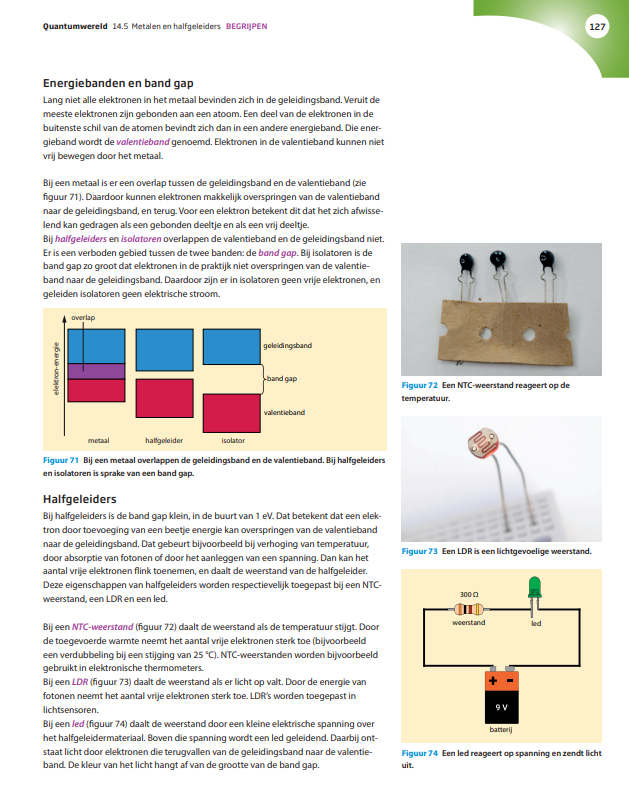 Quantumwereld 14.5 Metalen en halfgeleiders BEGRIJPEN
127
Energiebanden en band gap
Lang niet alle elektronen in het metaal bevinden zich in de geleidingsband. Veruit de
meeste elektronen zijn gebonden aan een atoom. Een deel van de elektronen in de
buitenste schil van de atomen bevindt zich dan in een andere energieband. Die ener-
gieband wordt de valentieband genoemd. Elektronen in de valentieband kunnen niet
vrij bewegen door het metaal.
Bij een metaal is er een overlap tussen de geleidingsband en de valentieband (zie
figuur 71). Daardoor kunnen elektronen makkelijk overspringen van de valentieband
naar de geleidingsband, en terug. Voor een elektron betekent dit dat het zich afwisse-
lend kan gedragen als een gebonden deeltje en als een vrij deeltje.
Bij halfgeleiders en isolatoren overlappen de valentieband en de geleidingsband niet.
Er is een verboden gebied tussen de twee banden: de band gap. Bij isolatoren is de
band gap zo groot dat elektronen in de praktijk niet overspringen van de valentie-
band naar de geleidingsband. Daardoor zijn er in isolatoren geen vrije elektronen, en
geleiden isolatoren geen elektrische stroom.
overlap
elektron-energie
geleidingsband
band gap
valentieband
metaal
halfgeleider
isolator
Figuur 71 Bij een metaal overlappen de geleidingsband en de valentieband. Bij halfgeleiders
en isolatoren is sprake van een band gap.
Halfgeleiders
Bij halfgeleiders is de band gap klein, in de buurt van 1 eV. Dat betekent dat een elek-
tron door toevoeging van een beetje energie kan overspringen van de valentieband
naar de geleidingsband. Dat gebeurt bijvoorbeeld bij verhoging van temperatuur,
door absorptie van fotonen of door het aanleggen van een spanning. Dan kan het
aantal vrije elektronen flink toenemen, en daalt de weerstand van de halfgeleider.
Deze eigenschappen van halfgeleiders worden respectievelijk toegepast bij een NTC-
weerstand, een LDR en een led.
Bij een NTC-weerstand (figuur 72) daalt de weerstand als de temperatuur stijgt. Door
de toegevoerde warmte neemt het aantal vrije elektronen sterk toe (bijvoorbeeld
een verdubbeling bij een stijging van 25 °C). NTC-weerstanden worden bijvoorbeeld
gebruikt in elektronische thermometers.
Bij een LDR (figuur 73) daalt de weerstand als er licht op valt. Door de energie van
fotonen neemt het aantal vrije elektronen sterk toe. LDR's worden toegepast in
lichtsensoren.
Bij een led (figuur 74) daalt de weerstand door een kleine elektrische spanning over
het halfgeleidermateriaal. Boven die spanning wordt een led geleidend. Daarbij ont-
staat licht door elektronen die terugvallen van de geleidingsband naar de valentie-
band. De kleur van het licht hangt af van de grootte van de band gap.
Figuur 72 Een NTC-weerstand reageert op de
temperatuur.
Figuur 73 Een LDR is een lichtgevoelige weerstand.
300 Ω
weerstand
led
+ −
9 V
batterij
Figuur 74 Een led reageert op spanning en zendt licht
uit.